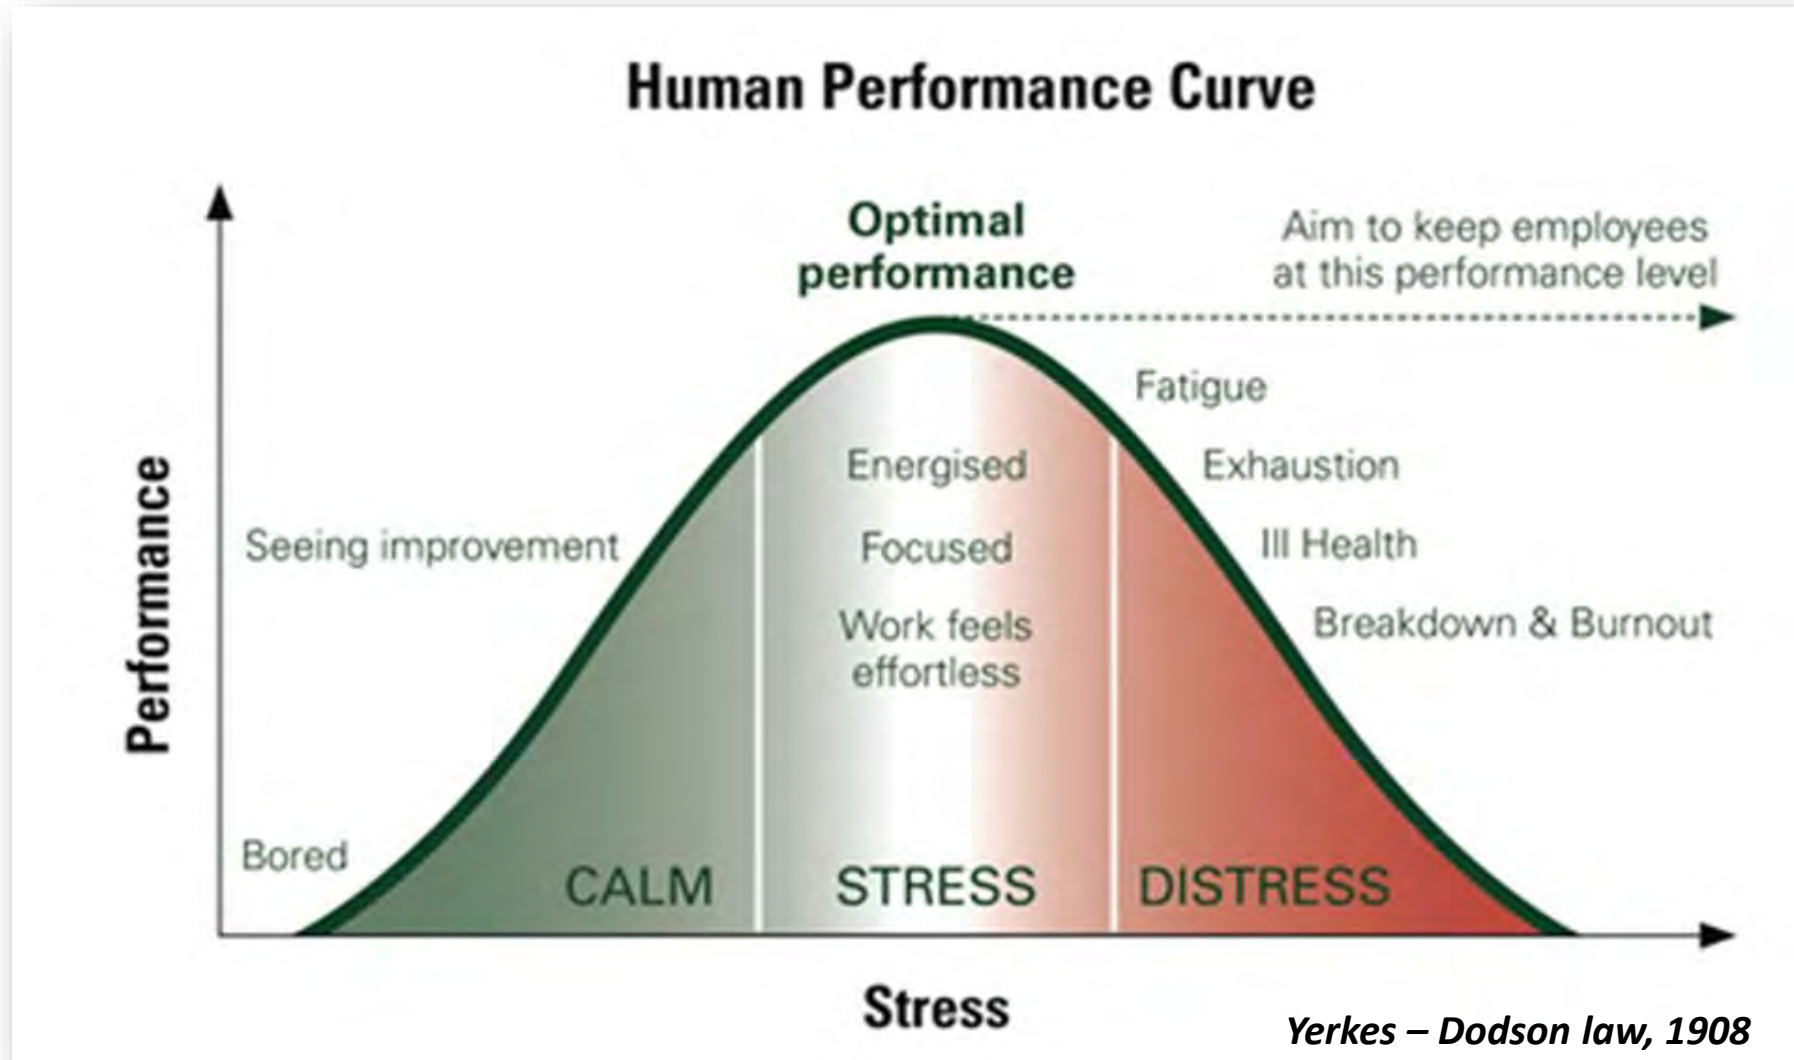 Human Performance Curve
Optimal
performance
Aim to keep employees
at this performance level
Fatigue
Energised
Exhaustion
Seeing improvement
Focused
Ill Health
Work feels
effortless
Breakdown & Burnout
Performance
Bored
CALM
STRESS
DISTRESS
Stress
Yerkes – Dodson law, 1908